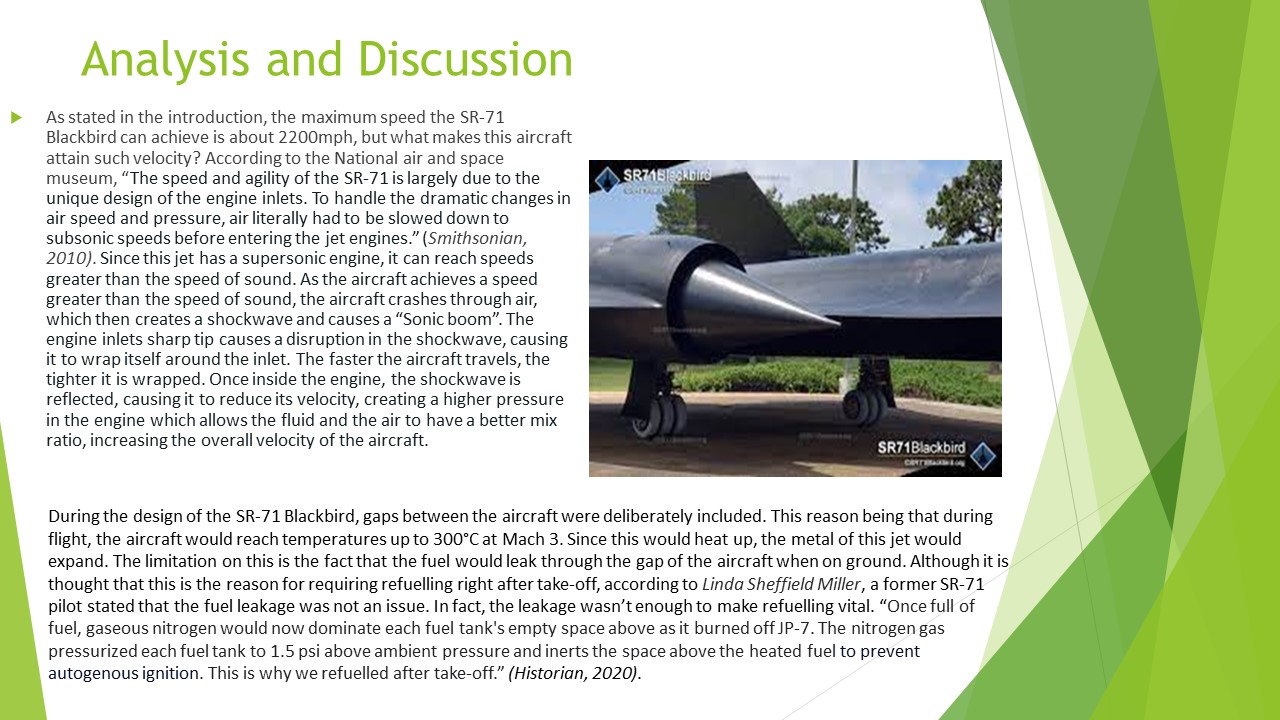 Analysis and Discussion
As stated in the introduction, the maximum speed the SR-71
Blackbird can achieve is about 2200mph, but what makes this aircraft
attain such velocity? According to the National air and space
museum, “The speed and agility of the SR-71 is largely due to the
unique design of the engine inlets. To handle the dramatic changes in
air speed and pressure, air literally had to be slowed down to
subsonic speeds before entering the jet engines.” (Smithsonian,
2010). Since this jet has a supersonic engine, it can reach speeds
greater than the speed of sound. As the aircraft achieves a speed
greater than the speed of sound, the aircraft crashes through air,
which then creates a shockwave and causes a “Sonic boom”. The
engine inlets sharp tip causes a disruption in the shockwave, causing
it to wrap itself around the inlet. The faster the aircraft travels, the
tighter it is wrapped. Once inside the engine, the shockwave is
reflected, causing it to reduce its velocity, creating a higher pressure
in the engine which allows the fluid and the air to have a better mix
ratio, increasing the overall velocity of the aircraft.
SR71Blackbird
SR71Blackbird
©SR71Blackbird.org
During the design of the SR-71 Blackbird, gaps between the aircraft were deliberately included. This reason being that during
flight, the aircraft would reach temperatures up to 300°C at Mach 3. Since this would heat up, the metal of this jet would
expand. The limitation on this is the fact that the fuel would leak through the gap of the aircraft when on ground. Although it is
thought that this is the reason for requiring refuelling right after take-off, according to Linda Sheffield Miller, a former SR-71
pilot stated that the fuel leakage was not an issue. In fact, the leakage wasn’t enough to make refuelling vital. “Once full of
fuel, gaseous nitrogen would now dominate each fuel tank's empty space above as it burned off JP-7. The nitrogen gas
pressurized each fuel tank to 1.5 psi above ambient pressure and inerts the space above the heated fuel to prevent
autogenous ignition. This is why we refuelled after take-off.” (Historian, 2020).